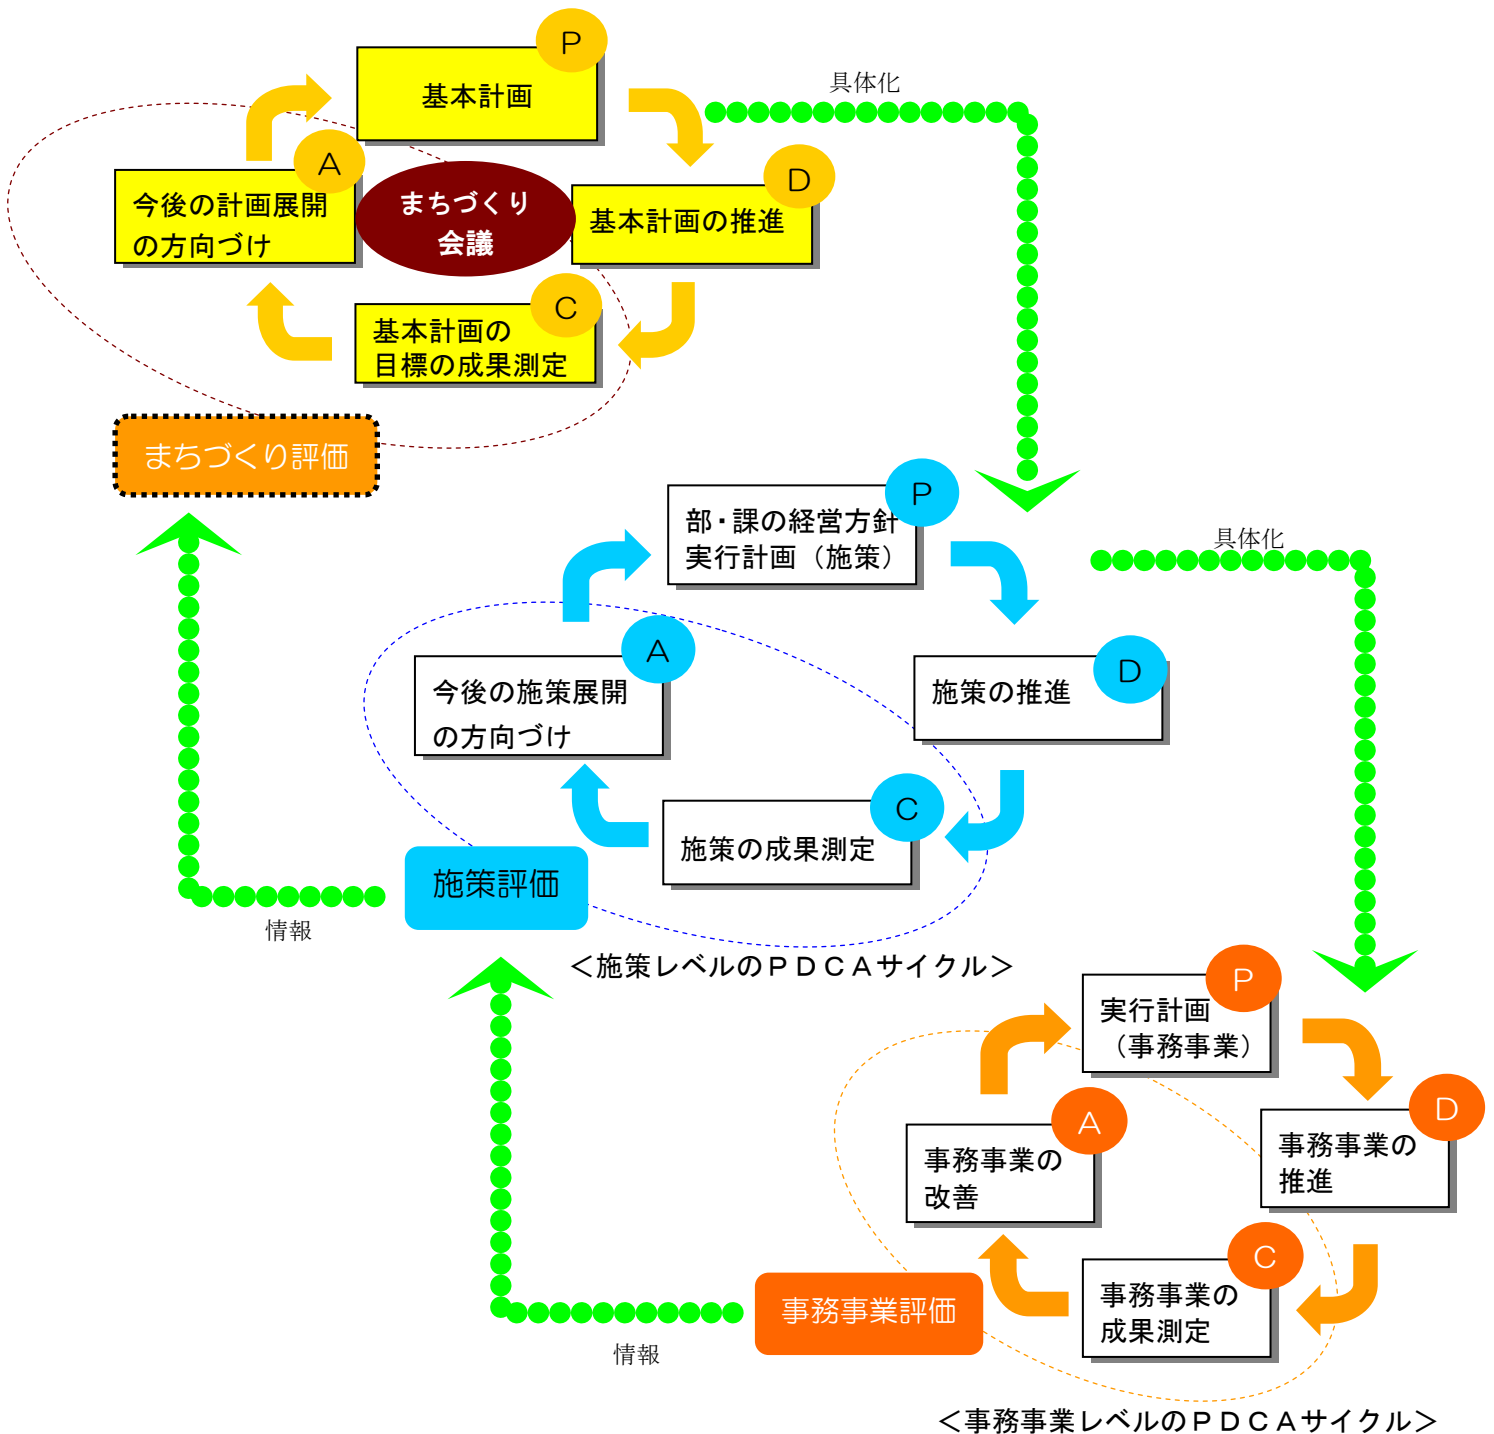 P
基本計画
具体化
A
今後の計画展開
の方向づけ
まちづくり
会議
D
基本計画の推進
C
基本計画の
目標の成果測定
まちづくり評価
P
部・課の経営方針
実行計画（施策）
具体化
A
今後の施策展開
の方向づけ
D
施策の推進
C
施策の成果測定
施策評価
情報
＜施策レベルのＰＤＣＡサイクル＞
P
実行計画
（事務事業）
A
事務事業の
改善
D
事務事業の
推進
C
事務事業の
成果測定
事務事業評価
情報
＜事務事業レベルのＰＤＣＡサイクル＞